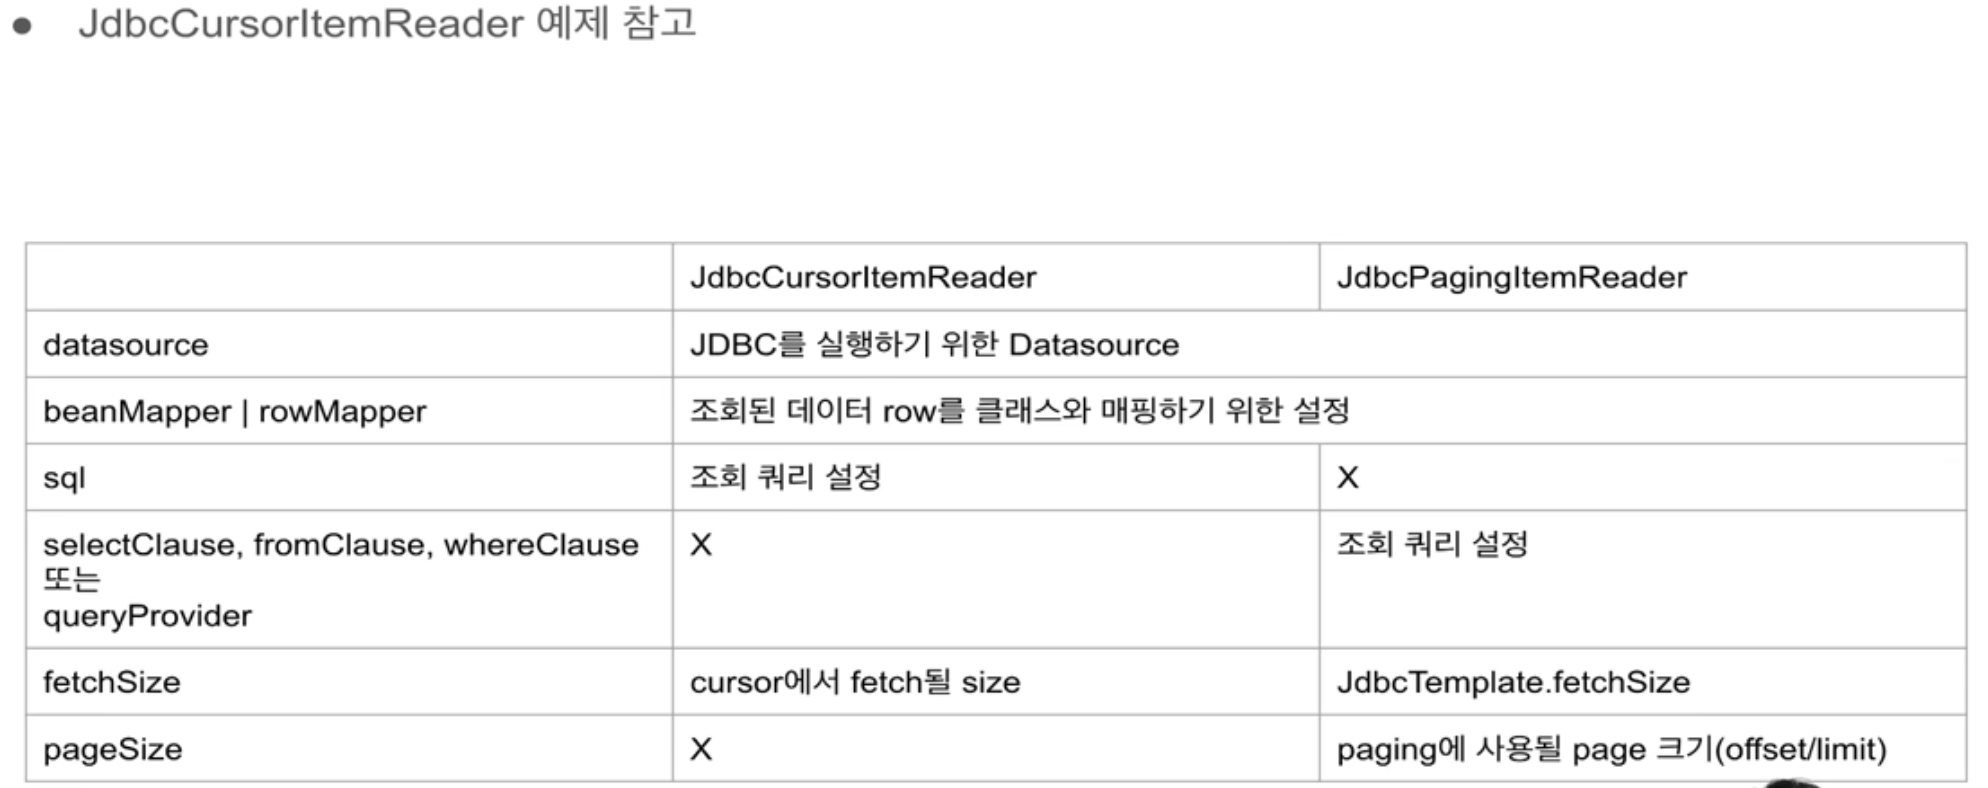 ● JdbcCursorItemReader 예제 참고
JdbcCursorItemReader JdbcPagingItemReader
datasource JDBC를 실행하기 위한 Datasource
beanMapper | rowMapper 조회된 데이터 row를 클래스와 매핑하기 위한 설정
sql 조회 쿼리 설정 X
selectClause, fromClause, whereClause X 조회 쿼리 설정
또는
queryProvider
fetchSize cursor에서 fetch될 size JdbcTemplate.fetchSize
pageSize X paging에 사용될 page 크기(offset/limit)